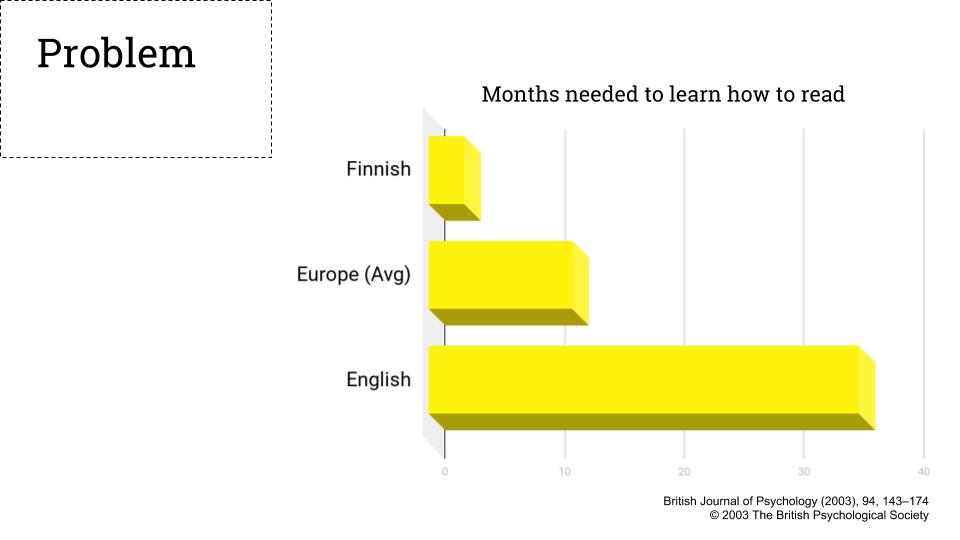 Problem
Months needed to learn how to read
Finnish
Europe (Avg)
English
0 10 20 30 40
British Journal of Psychology (2003), 94, 143–174
© 2003 The British Psychological Society